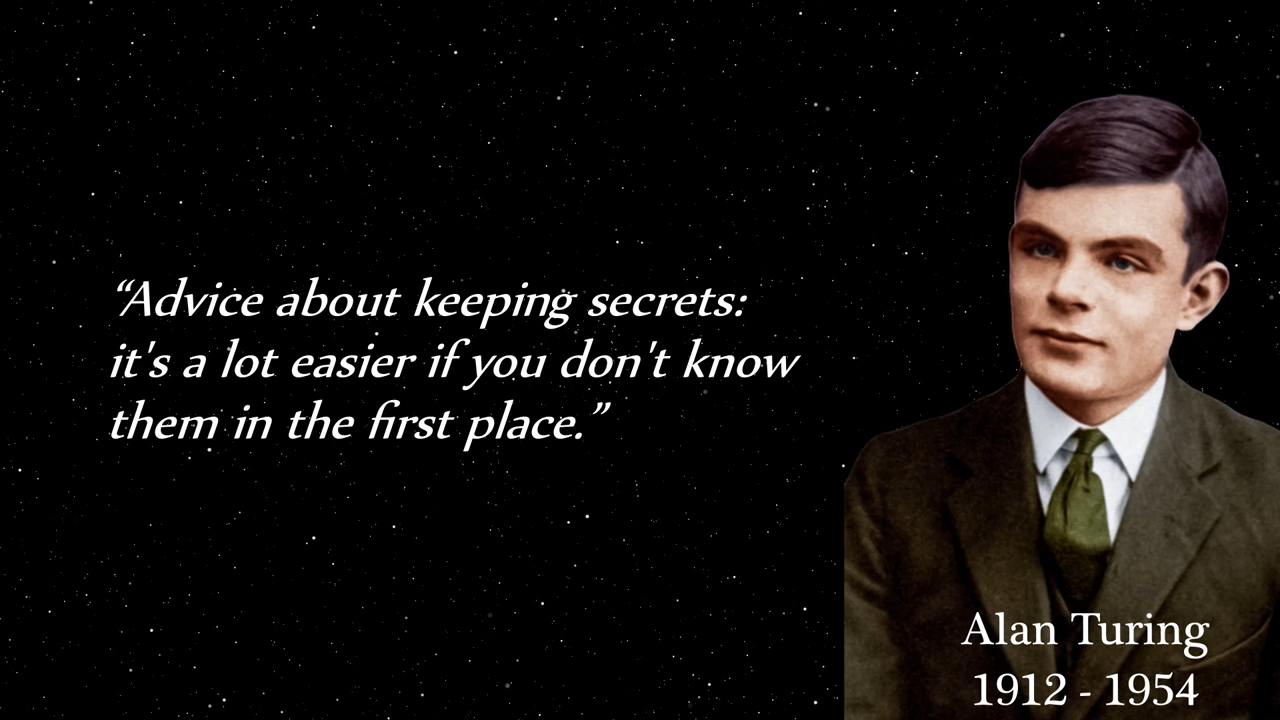 “Advice about keeping secrets:
it's a lot easier if you don't know
them in the first place.”
Alan Turing
1912 - 1954